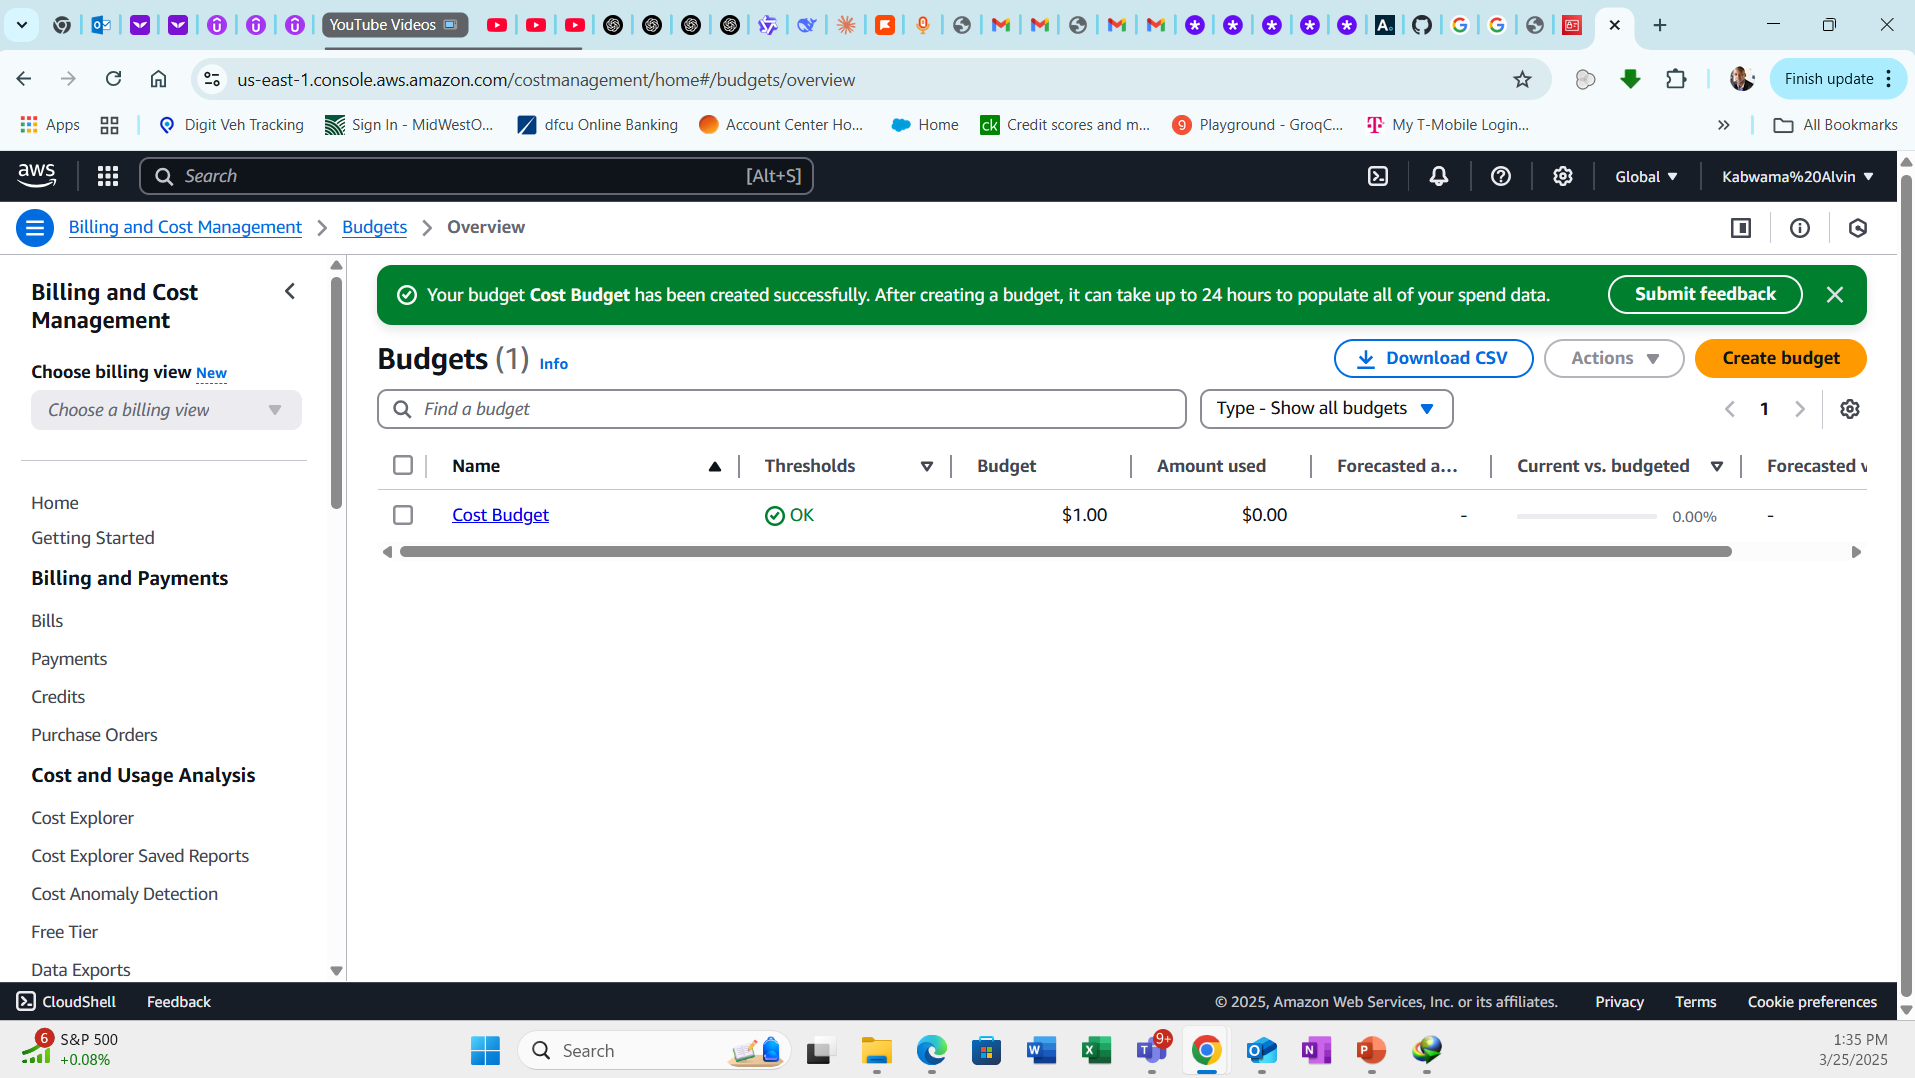 YouTube Videos
us-east-1.console.aws.amazon.com/costmanagement/home#/budgets/overview
Finish update
Apps
Digit Veh Tracking
Sign In - MidWestO...
dfcu Online Banking
Account Center Ho...
Home
ck
Credit scores and m...
9
Playground - GroqC...
My T-Mobile Login...
All Bookmarks
aws
Search
[Alt+S]
Global
Kabwama%20Alvin
Billing and Cost Management
Budgets
Overview
Billing and Cost
Management
Choose billing view New
Choose a billing view
Home
Getting Started
Billing and Payments
Bills
Payments
Credits
Purchase Orders
Cost and Usage Analysis
Cost Explorer
Cost Explorer Saved Reports
Cost Anomaly Detection
Free Tier
Data Exports
Your budget Cost Budget has been created successfully. After creating a budget, it can take up to 24 hours to populate all of your spend data.
Submit feedback
Budgets (1) Info
Download CSV
Actions
Create budget
Find a budget
Type - Show all budgets
1
Name
Thresholds
Budget
Amount used
Forecasted a...
Current vs. budgeted
Forecasted v
Cost Budget
OK
$1.00
$0.00
-
0.00%
-
CloudShell
Feedback
© 2025, Amazon Web Services, Inc. or its affiliates.
Privacy
Terms
Cookie preferences
6
S&P 500
+0.08%
Search
9+
1:35 PM
3/25/2025